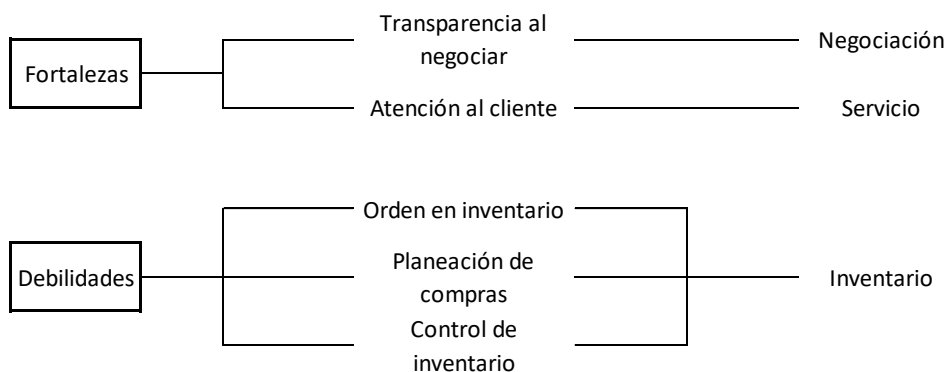 Transparencia al
negociar
Negociación
Fortalezas
Atención al cliente
Servicio
Orden en inventario
Debilidades
Planeación de
compras
Inventario
Control de
inventario